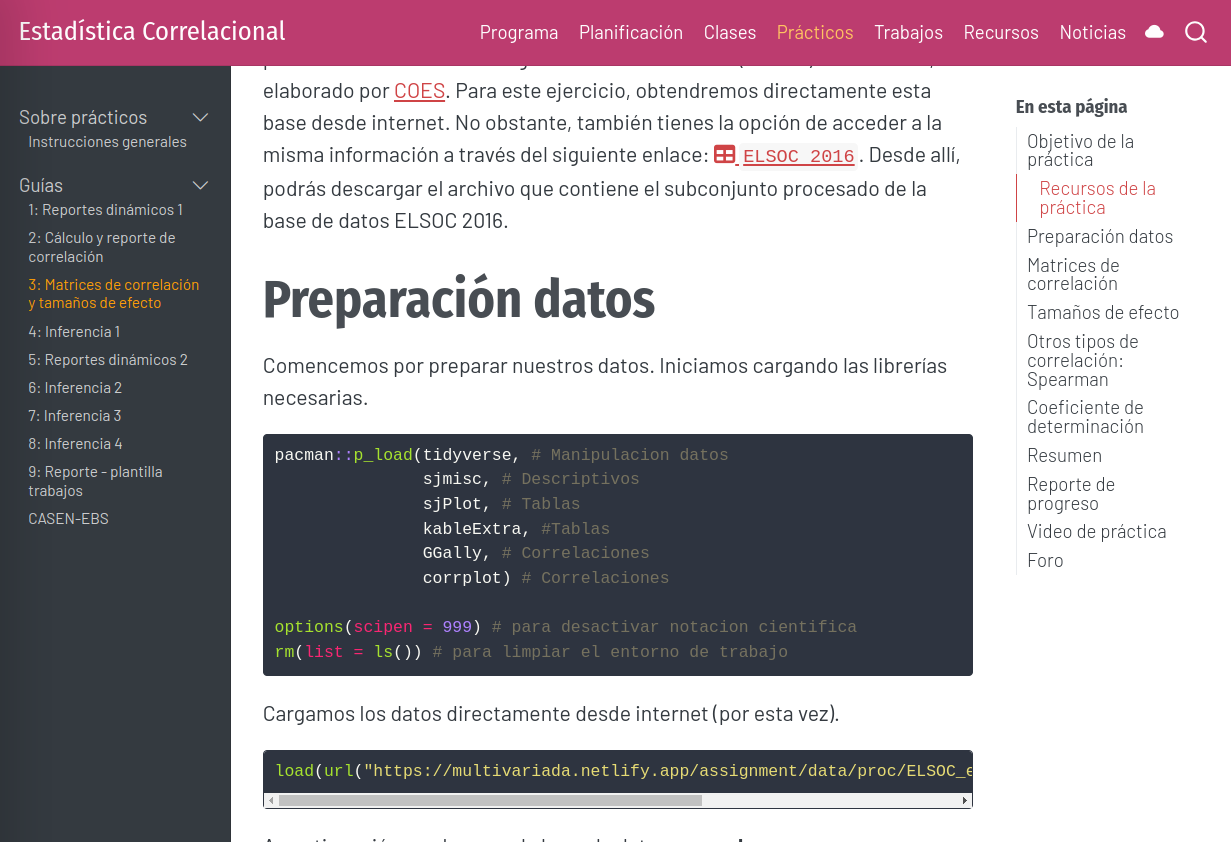 Estadística Correlacional
Programa Planificación Clases Prácticos Trabajos Recursos Noticias
Sobre prácticos
Instrucciones generales
Guías
1: Reportes dinámicos 1
2: Cálculo y reporte de
correlación
3: Matrices de correlación
y tamaños de efecto
4: Inferencia 1
5: Reportes dinámicos 2
6: Inferencia 2
7: Inferencia 3
8: Inferencia 4
9: Reporte - plantilla
trabajos
CASEN-EBS
elaborado por COES. Para este ejercicio, obtendremos directamente esta
base desde internet. No obstante, también tienes la opción de acceder a la
misma información a través del siguiente enlace: ELSOC 2016. Desde allí,
podrás descargar el archivo que contiene el subconjunto procesado de la
base de datos ELSOC 2016.
Preparación datos
Comencemos por preparar nuestros datos. Iniciamos cargando las librerías
necesarias.
pacman::p_load(tidyverse, # Manipulacion datos
sjmisc, # Descriptivos
sjPlot, # Tablas
kableExtra, #Tablas
GGally, # Correlaciones
corrplot) # Correlaciones
options(scipen = 999) # para desactivar notacion cientifica
rm(list = ls()) # para limpiar el entorno de trabajo
Cargamos los datos directamente desde internet (por esta vez).
load(url("https://multivariada.netlify.app/assignment/data/proc/ELSOC_e
En esta página
Objetivo de la
práctica
Recursos de la
práctica
Preparación datos
Matrices de
correlación
Tamaños de efecto
Otros tipos de
correlación:
Spearman
Coeficiente de
determinación
Resumen
Reporte de
progreso
Video de práctica
Foro